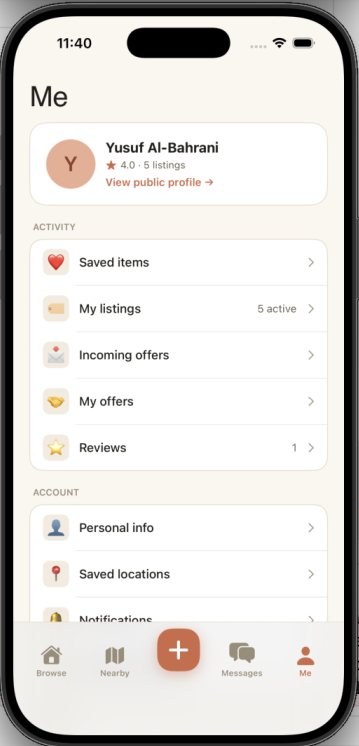 11:40
Me
Y
Yusuf Al-Bahrani
★ 4.0 · 5 listings
View public profile →
ACTIVITY
Saved items
My listings 5 active
Incoming offers
My offers
Reviews 1
ACCOUNT
Personal info
Saved locations
Notifications
Browse Nearby + Messages Me